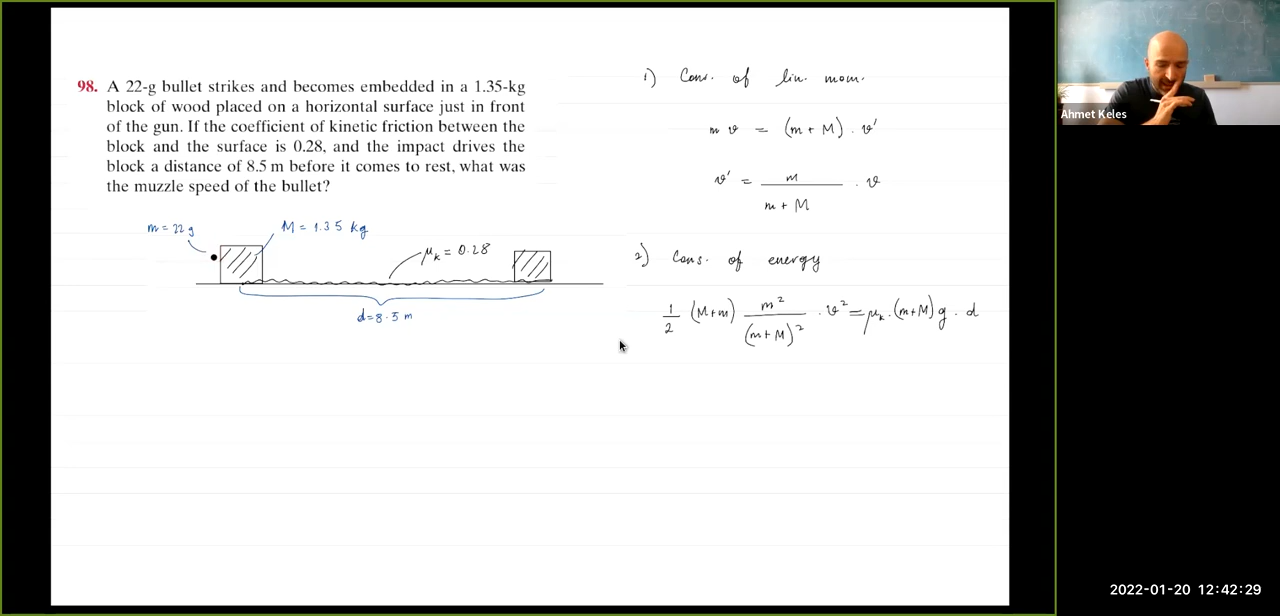 98. A 22-g bullet strikes and becomes embedded in a 1.35-kg
block of wood placed on a horizontal surface just in front
of the gun. If the coefficient of kinetic friction between the
block and the surface is 0.28, and the impact drives the
block a distance of 8.5 m before it comes to rest, what was
the muzzle speed of the bullet?
m = 22 g
M = 1.35 kg
μₖ = 0.28
d = 8.5 m
1) Cons. of lin. mom.
m v = (m + M) . v'
v' = m / (m + M) . v
2) Cons. of energy
1/2 (M+m) m² / (m+M)² . v² = μₖ . (m+M) g . d
Ahmet Keles
2022-01-20 12:42:29